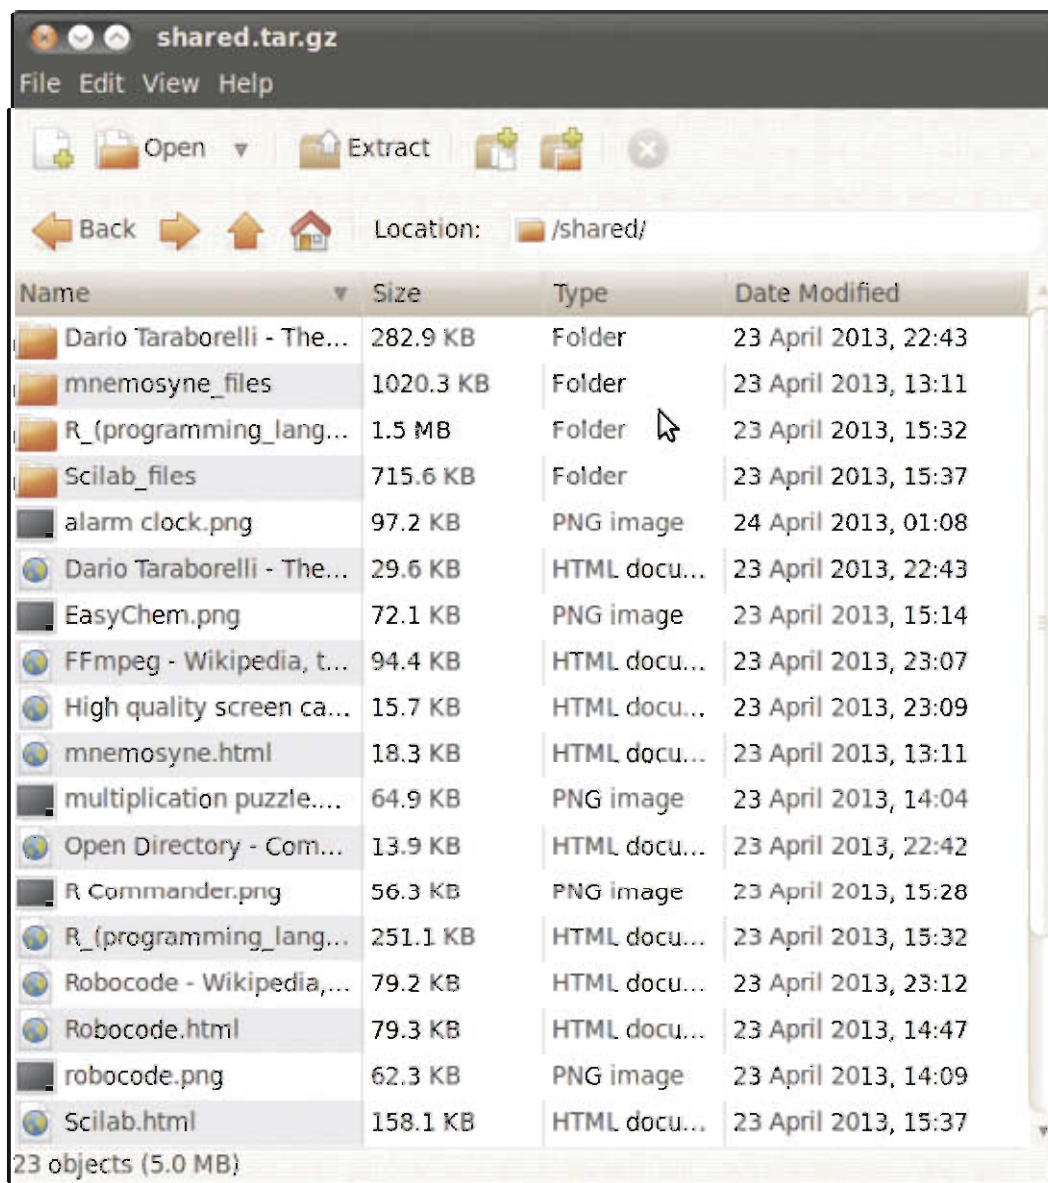 shared.tar.gz
File Edit View Help
Open Extract
Back Location: /shared/
Name Size Type Date Modified
Dario Taraborelli - The... 282.9 KB Folder 23 April 2013, 22:43
mnemosyne_files 1020.3 KB Folder 23 April 2013, 13:11
R_(programming_lang... 1.5 MB Folder 23 April 2013, 15:32
Scilab_files 715.6 KB Folder 23 April 2013, 15:37
alarm clock.png 97.2 KB PNG image 24 April 2013, 01:08
Dario Taraborelli - The... 29.6 KB HTML docu... 23 April 2013, 22:43
EasyChem.png 72.1 KB PNG image 23 April 2013, 15:14
FFmpeg - Wikipedia, t... 94.4 KB HTML docu... 23 April 2013, 23:07
High quality screen ca... 15.7 KB HTML docu... 23 April 2013, 23:09
mnemosyne.html 18.3 KB HTML docu... 23 April 2013, 13:11
multiplication puzzle.... 64.9 KB PNG image 23 April 2013, 14:04
Open Directory - Com... 13.9 KB HTML docu... 23 April 2013, 22:42
R Commander.png 56.3 KB PNG image 23 April 2013, 15:28
R_(programming_lang... 251.1 KB HTML docu... 23 April 2013, 15:32
Robocode - Wikipedia,... 79.2 KB HTML docu... 23 April 2013, 23:12
Robocode.html 79.3 KB HTML docu... 23 April 2013, 14:47
robocode.png 62.3 KB PNG image 23 April 2013, 14:09
Scilab.html 158.1 KB HTML docu... 23 April 2013, 15:37
23 objects (5.0 MB)